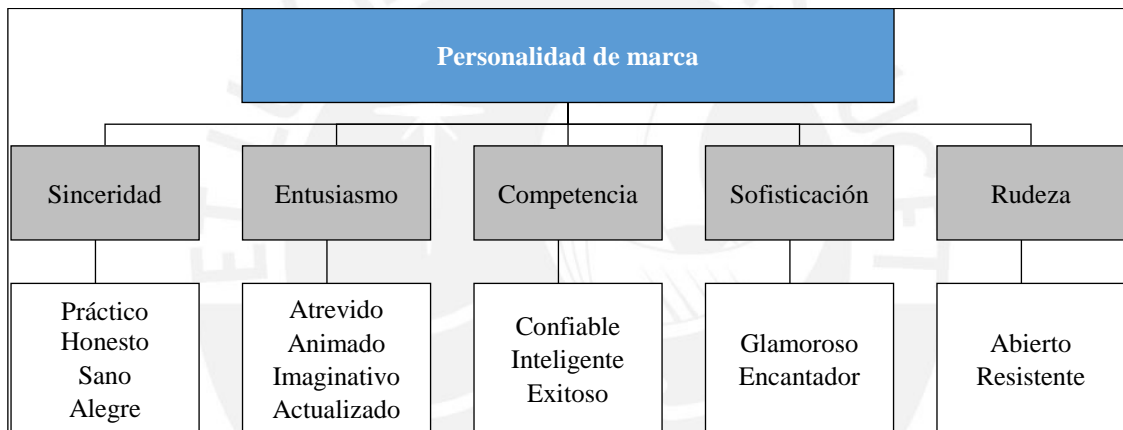 Personalidad de marca
Sinceridad
Entusiasmo
Competencia
Sofisticación
Rudeza
Práctico
Honesto
Sano
Alegre
Atrevido
Animado
Imaginativo
Actualizado
Confiable
Inteligente
Exitoso
Glamoroso
Encantador
Abierto
Resistente